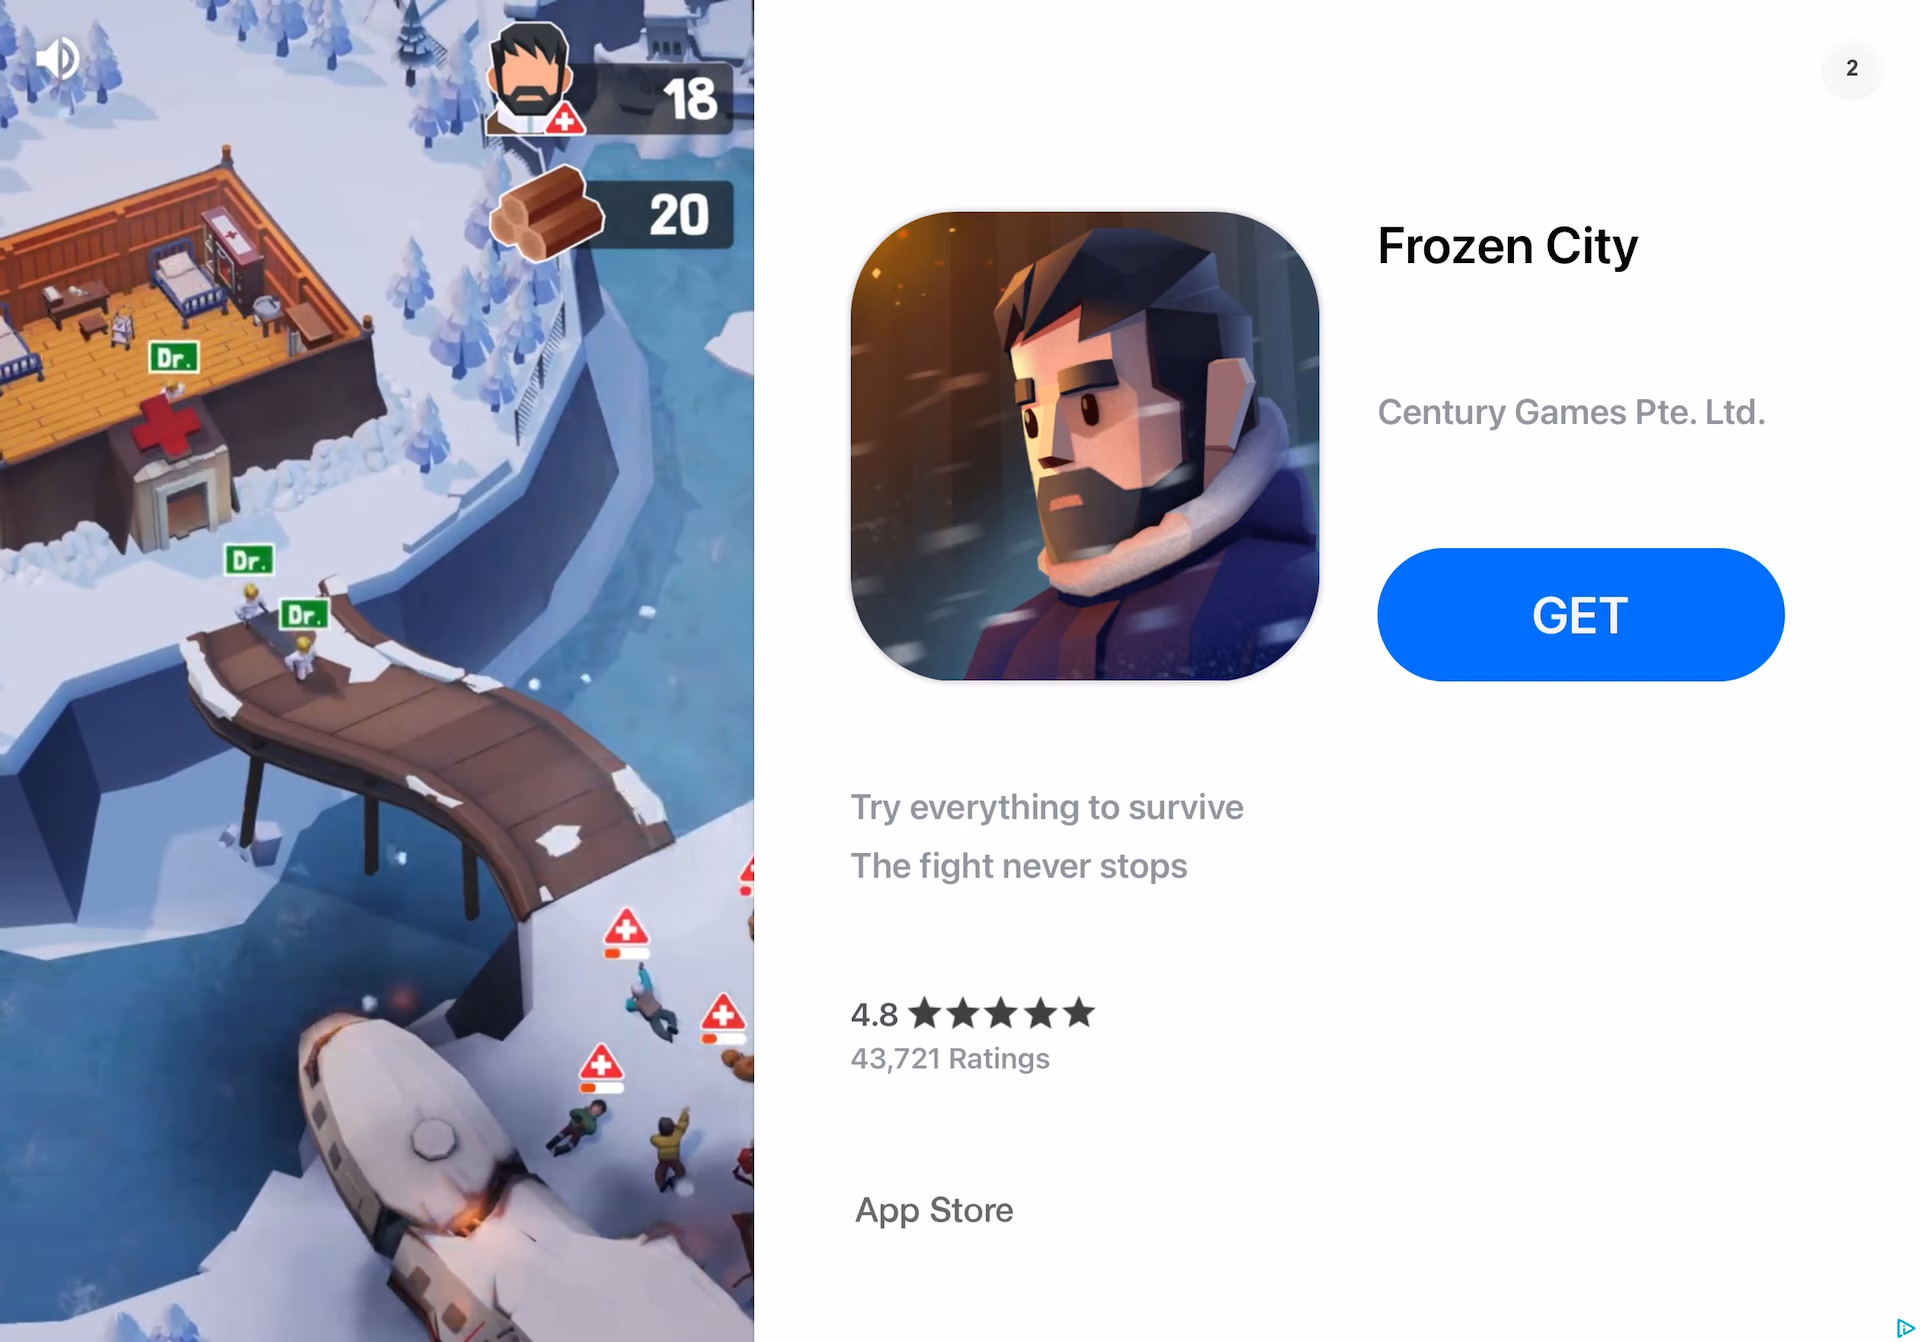 18
20
Dr.
Dr.
Dr.
2
Frozen City
Century Games Pte. Ltd.
GET
Try everything to survive
The fight never stops
4.8
43,721 Ratings
App Store